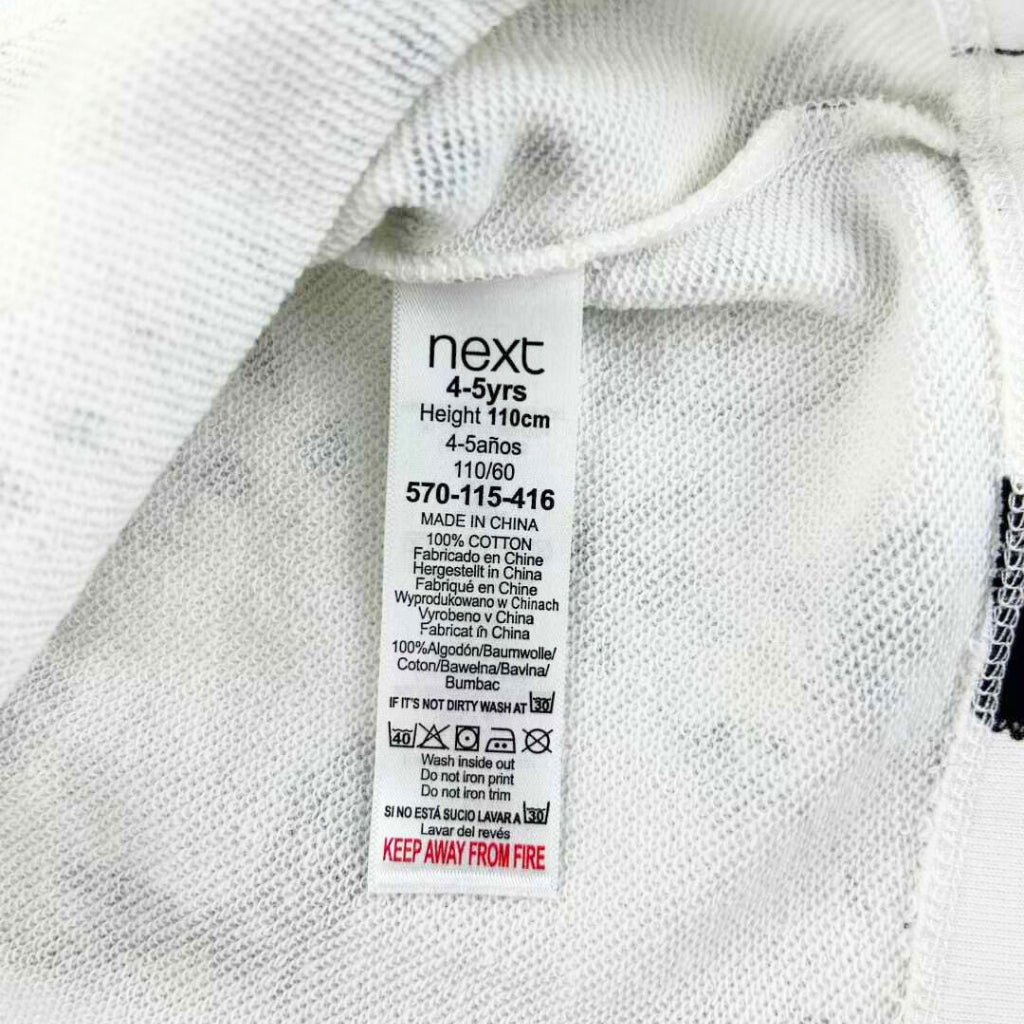 next
4-5yrs
Height 110cm
4-5años
110/60
570-115-416
MADE IN CHINA
100% COTTON
Fabricado en Chine
Hergestellt in China
Fabriqué en Chine
Wyprodukowano w Chinach
Vyrobeno v China
Fabricat în China
100%Algodón/Baumwolle/
Coton/Bawełna/Bavlna/
Bumbac
IF IT'S NOT DIRTY WASH AT 30
40
Wash inside out
Do not iron print
Do not iron trim
SI NO ESTÁ SUCIO LAVAR A 30
Lavar del revés
KEEP AWAY FROM FIRE